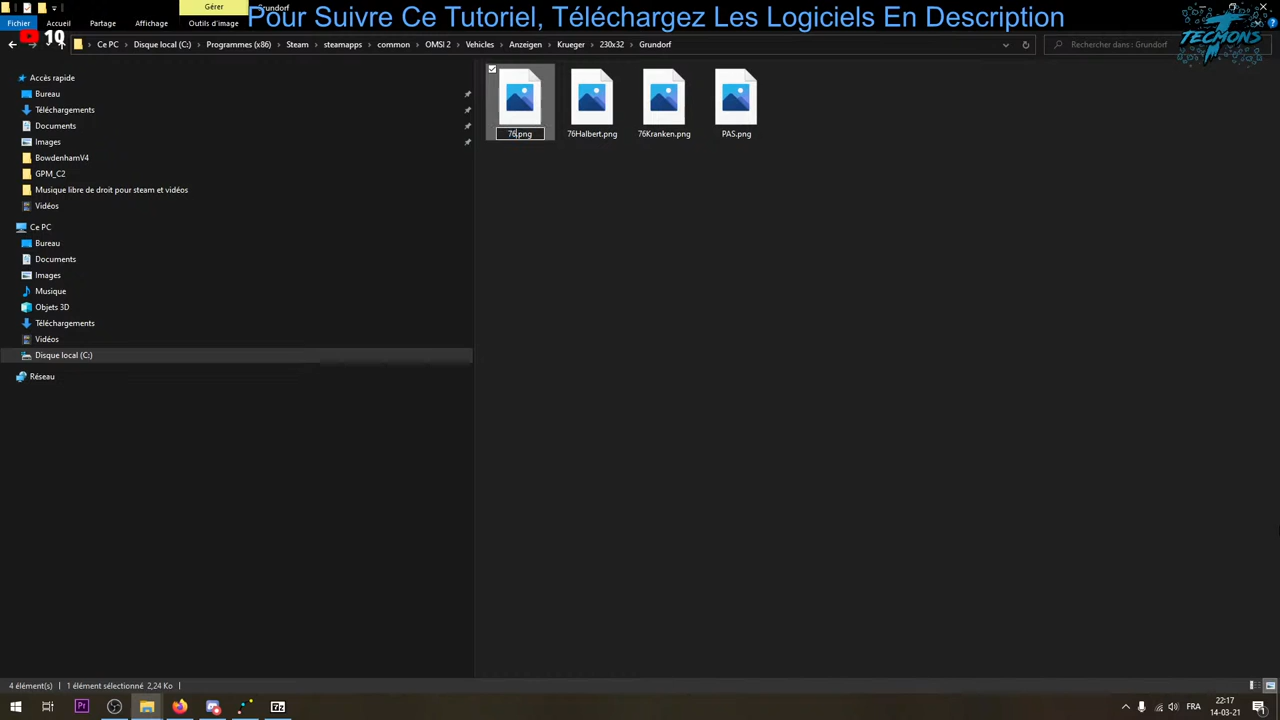 Gérer
Grundorf
Pour Suivre Ce Tutoriel, Téléchargez Les Logiciels En Description
Fichier
Accueil
Partage
Affichage
Outils d'image
10
TECMONS
Ce PC
Disque local (C:)
Programmes (x86)
Steam
steamapps
common
OMSI 2
Vehicles
Anzeigen
Krueger
230x32
Grundorf
Rechercher dans : Grundorf
Accès rapide
Bureau
Téléchargements
Documents
Images
BowdenhamV4
GPM_C2
Musique libre de droit pour steam et vidéos
Vidéos
Ce PC
Bureau
Documents
Images
Musique
Objets 3D
Téléchargements
Vidéos
Disque local (C:)
Réseau
76.png
76Halbert.png
76Kranken.png
PAS.png
4 élément(s)
1 élément sélectionné 2,24 Ko
Pr
FRA
22:17
14-03-21
1